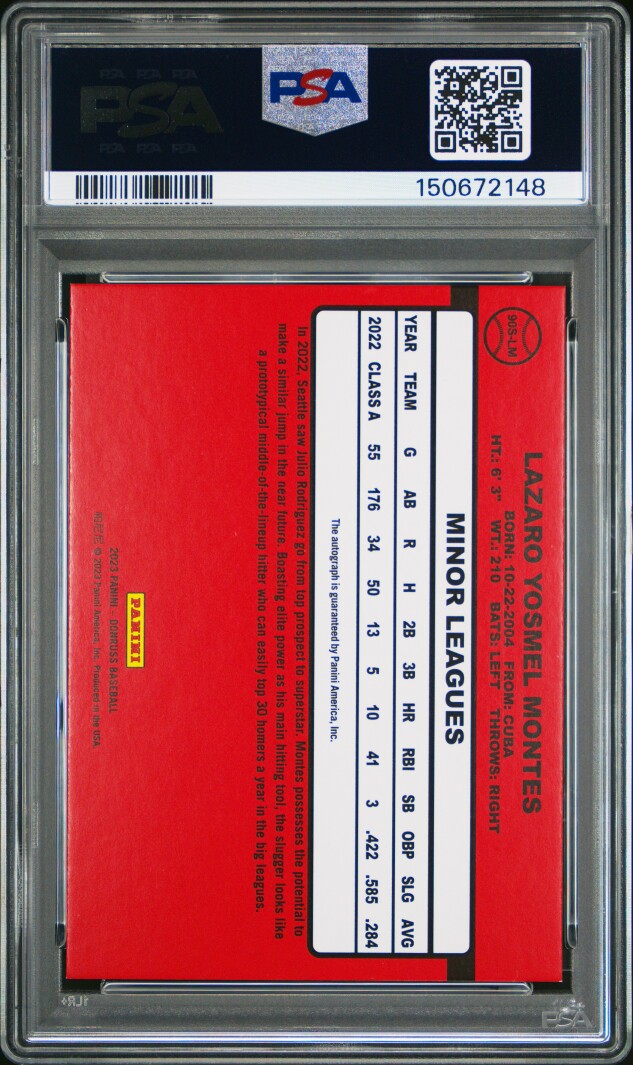 PSA
PSA
150672148
90S-LM
LAZARO YOSMEL MONTES
BORN: 10-22-2004 FROM: CUBA
HT.: 6' 3" WT.: 210 BATS: LEFT THROWS: RIGHT
MINOR LEAGUES
YEAR TEAM G AB R H 2B 3B HR RBI SB OBP SLG AVG
2022 CLASS A 55 176 34 50 13 5 10 41 3 .422 .585 .284
The autograph is guaranteed by Panini America, Inc.
In 2022, Seattle saw Julio Rodriguez go from top prospect to superstar. Montes possesses the potential to
make a similar jump in the near future. Boasting elite power as his main hitting tool, the slugger looks like
a prototypical middle-of-the-lineup hitter who can easily top 30 homers a year in the big leagues.
PANINI
2023 PANINI - DONRUSS BASEBALL
© 2023 Panini America, Inc. Produced in the USA.
PSA